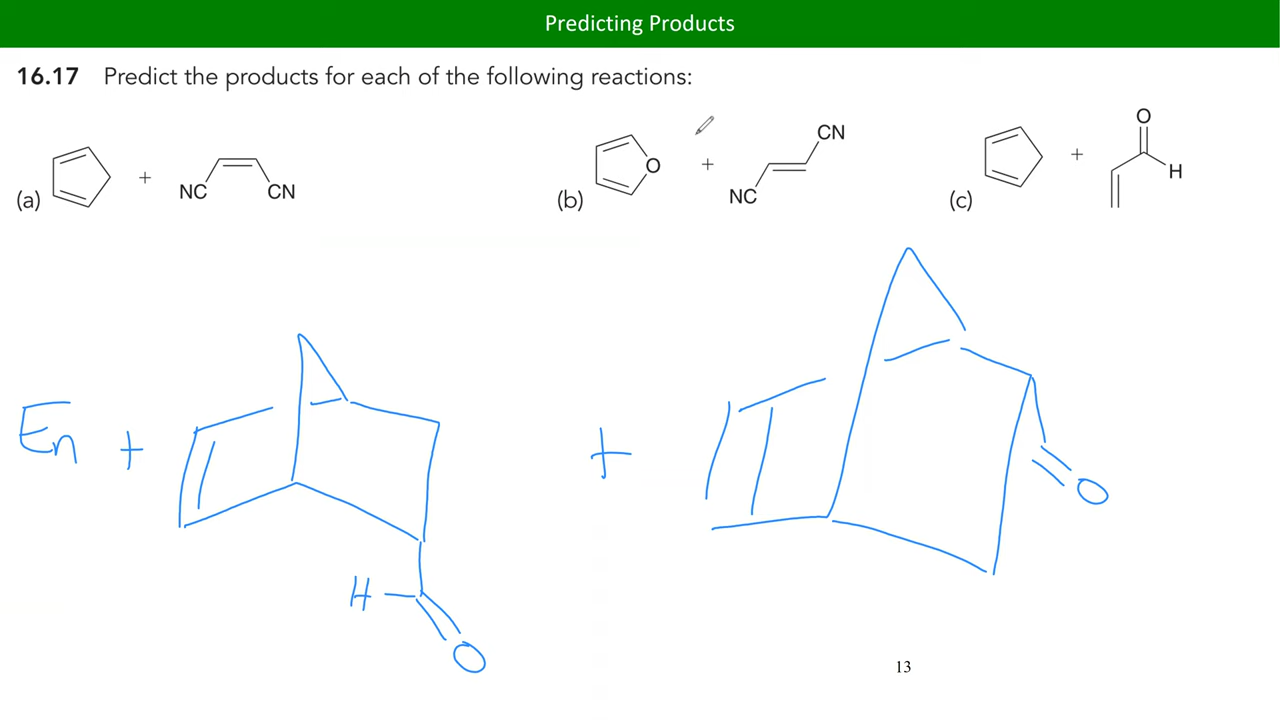 Predicting Products
16.17 Predict the products for each of the following reactions:
(a) + NC CN
(b) O + NC CN
(c) + O H
En + H O + O
13